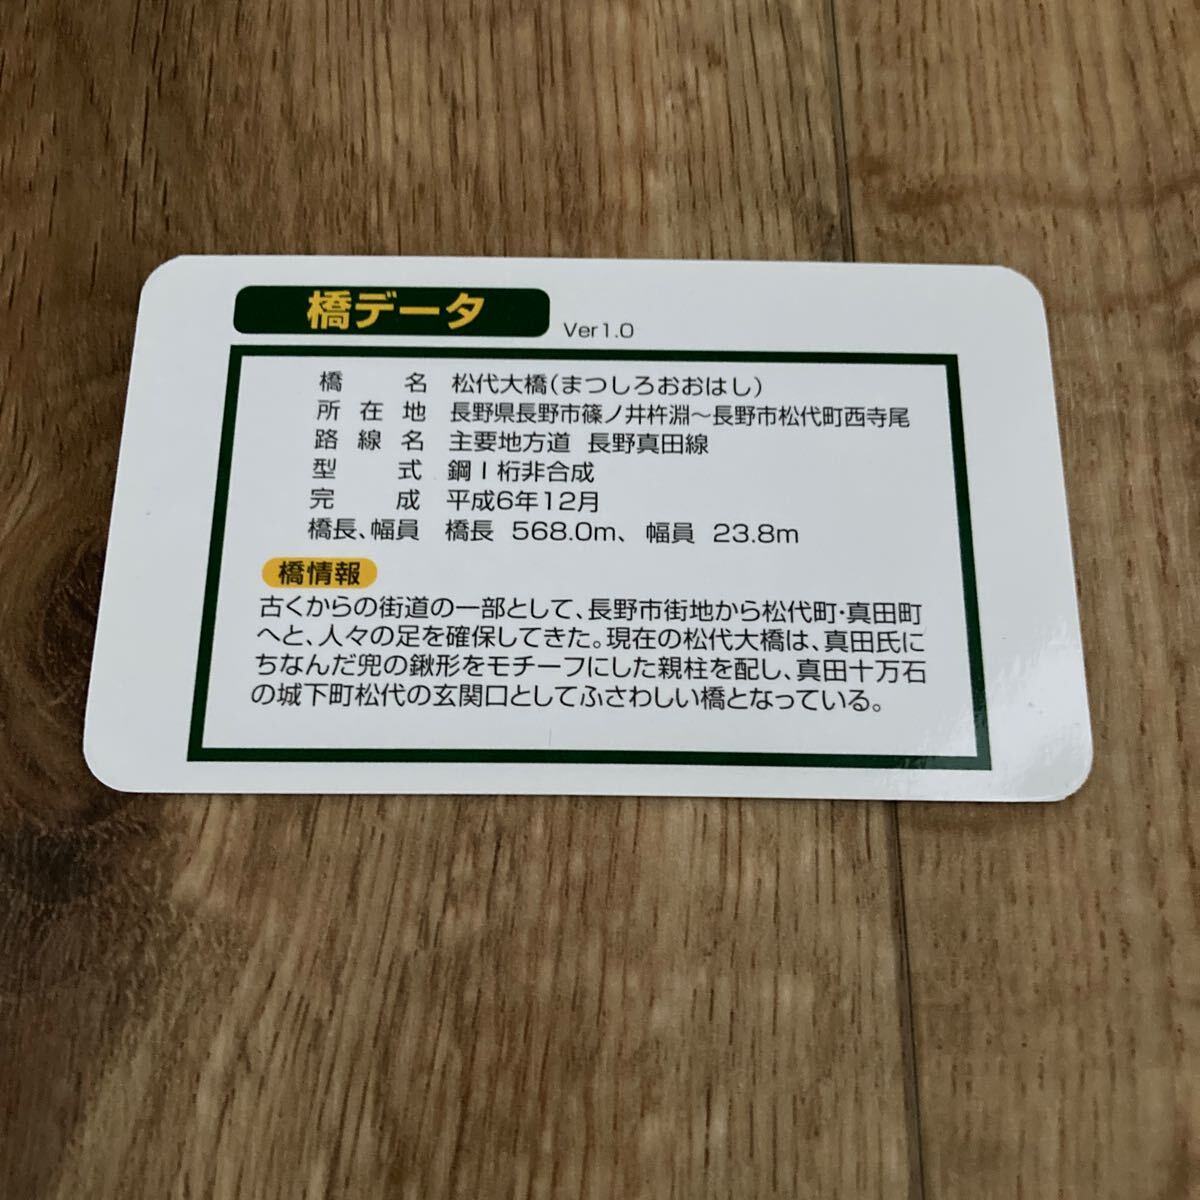 橋データ Ver1.0
橋名 松代大橋(まつしろおおはし)
所在地 長野県長野市篠ノ井杵淵～長野市松代町西寺尾
路線名 主要地方道 長野真田線
型式 鋼I桁非合成
完成 平成6年12月
橋長、幅員 橋長 568.0m、幅員 23.8m
橋情報
古くからの街道の一部として、長野市街地から松代町・真田町
へと、人々の足を確保してきた。現在の松代大橋は、真田氏に
ちなんだ兜の鍬形をモチーフにした親柱を配し、真田十万石
の城下町松代の玄関口としてふさわしい橋となっている。